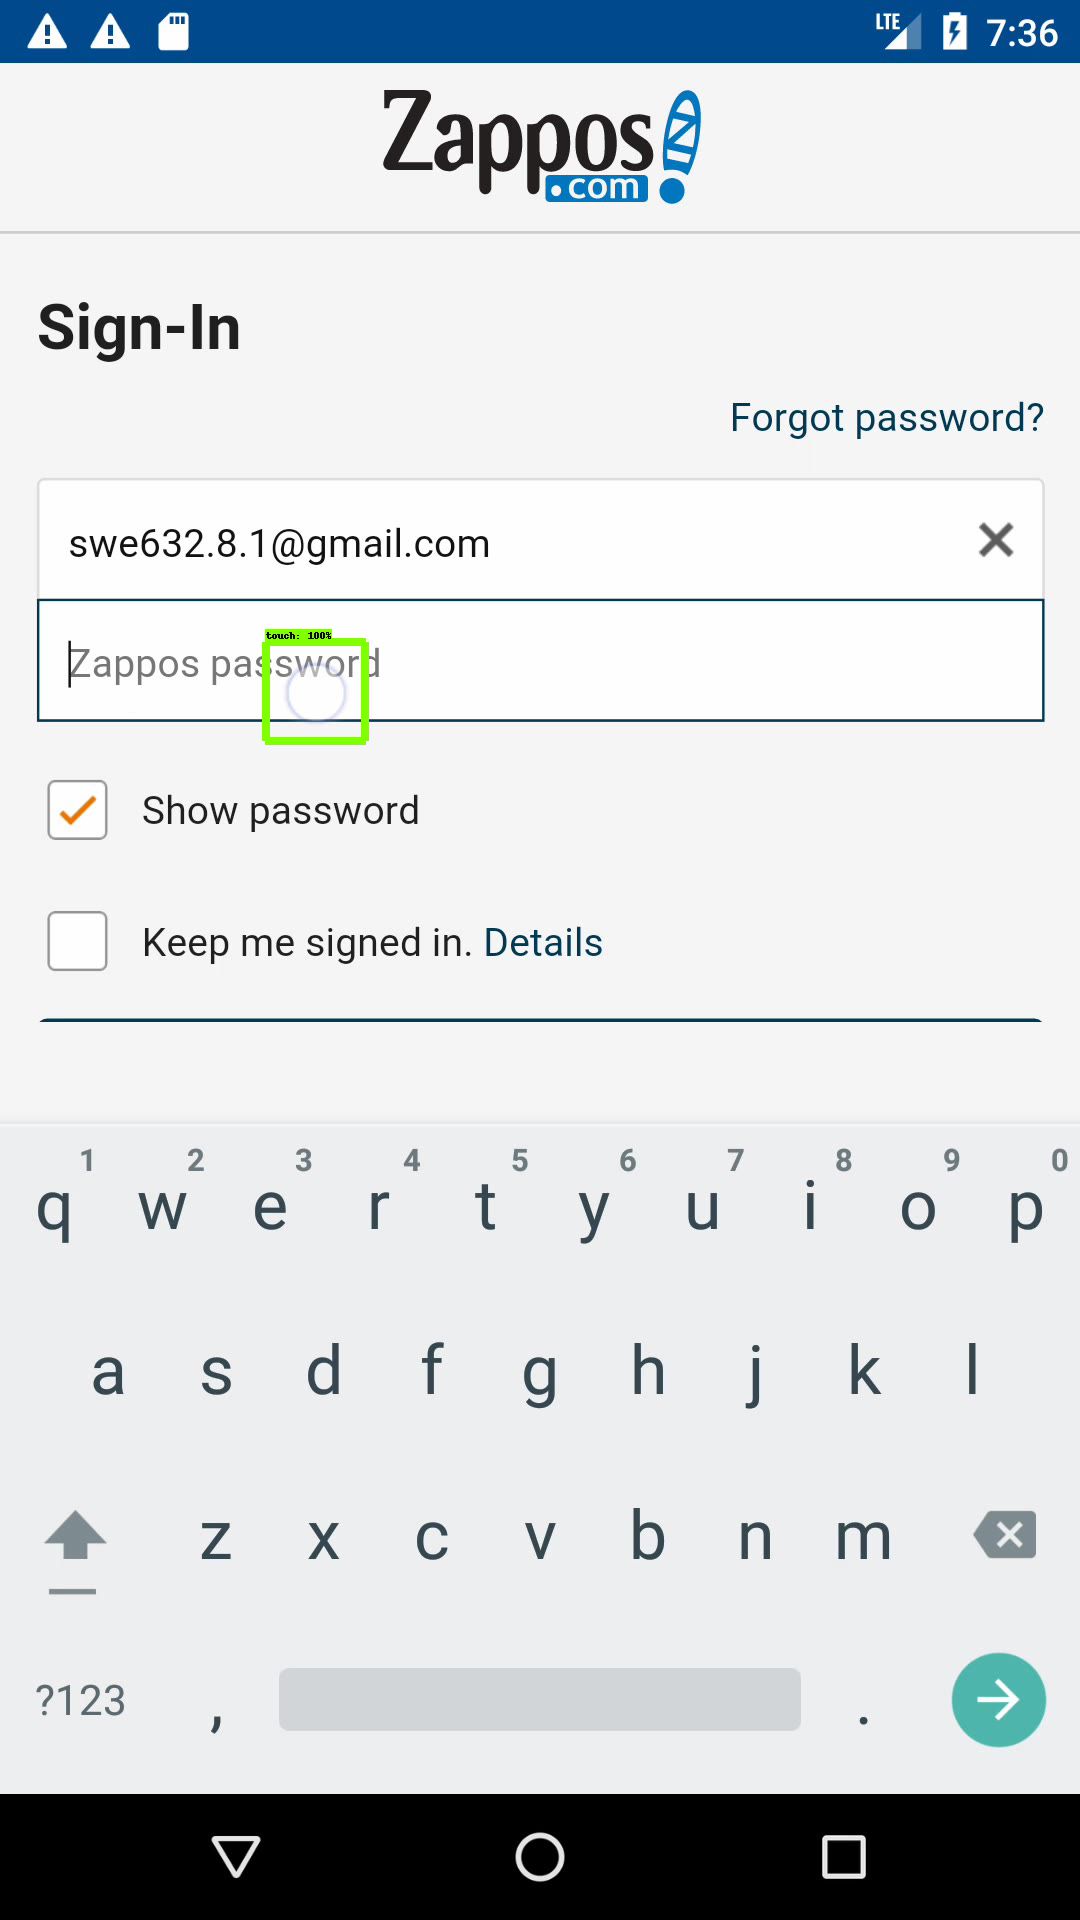 LTE 7:36
Zappos
.com
Sign-In
Forgot password?
swe632.8.1@gmail.com
touch: 100%
Zappos password
Show password
Keep me signed in. Details
1 2 3 4 5 6 7 8 9 0
q w e r t y u i o p
a s d f g h j k l
z x c v b n m
?123 , .